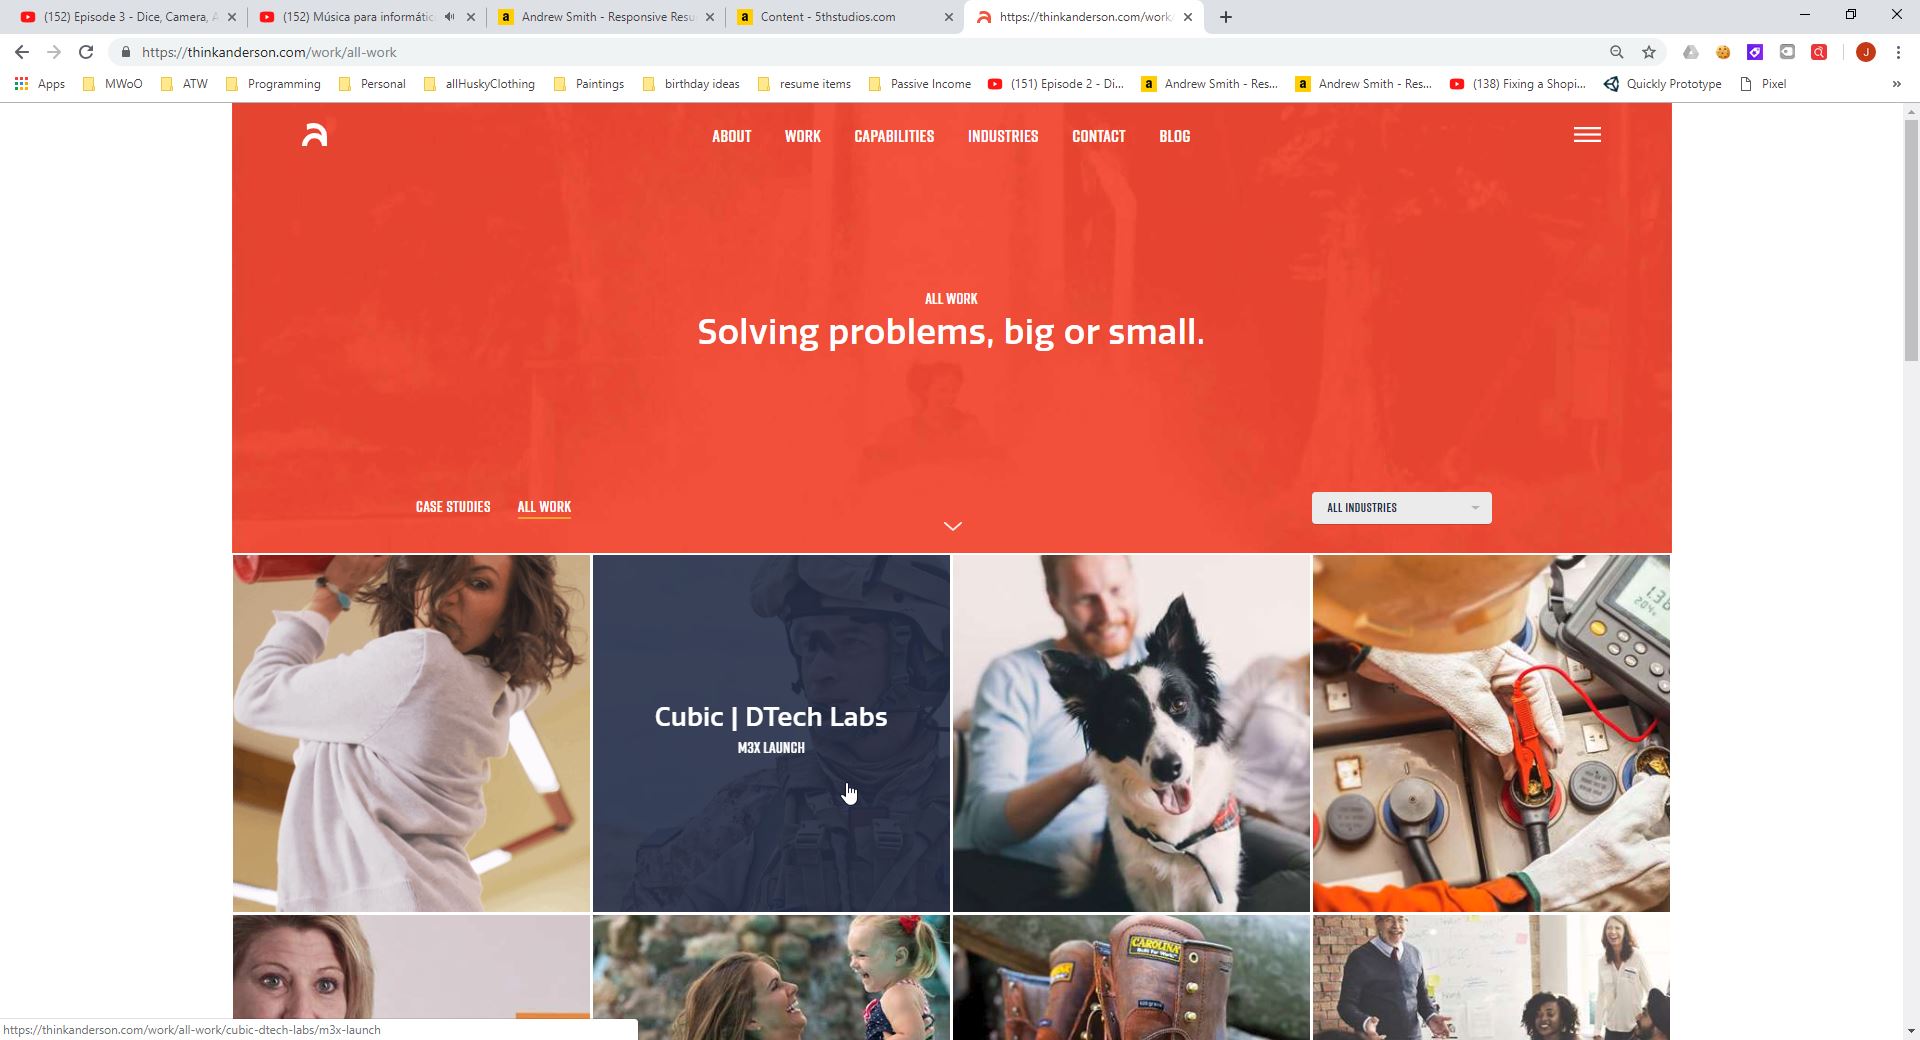 (152) Episode 3 - Dice, Camera, A
(152) Música para informátic
Andrew Smith - Responsive Resu
Content - 5thstudios.com
https://thinkanderson.com/work
https://thinkanderson.com/work/all-work
Apps MWoO ATW Programming Personal allHuskyClothing Paintings birthday ideas resume items Passive Income (151) Episode 2 - Di... Andrew Smith - Res... Andrew Smith - Res... (138) Fixing a Shopi... Quickly Prototype Pixel »
ABOUT WORK CAPABILITIES INDUSTRIES CONTACT BLOG
ALL WORK
Solving problems, big or small.
CASE STUDIES ALL WORK
ALL INDUSTRIES
Cubic | DTech Labs
M3X LAUNCH
CAROLINA
https://thinkanderson.com/work/all-work/cubic-dtech-labs/m3x-launch